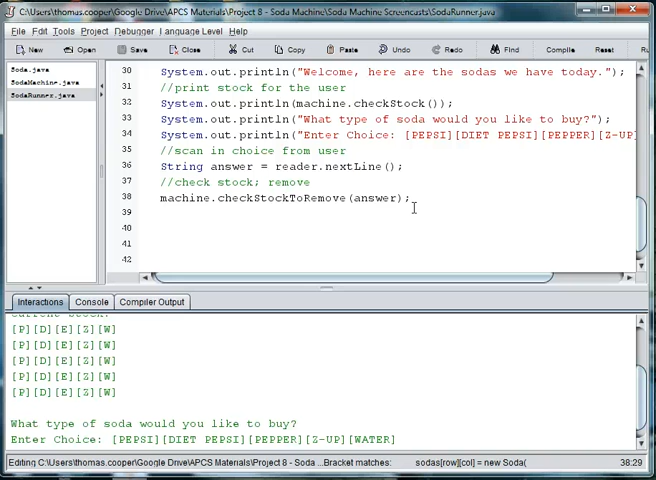 C:\Users\thomas.cooper\Google Drive\APCS Materials\Project 8 - Soda Machine\Soda Machine Screencasts\SodaRunner.java
File Edit Tools Project Debugger Language Level Help
New Open Save Close Cut Copy Paste Undo Redo Find Compile Reset
Soda.java
SodaMachine.java
SodaRunner.java
30 System.out.println("Welcome, here are the sodas we have today.");
31 //print stock for the user
32 System.out.println(machine.checkStock());
33 System.out.println("What type of soda would you like to buy?");
34 System.out.println("Enter Choice: [PEPSI][DIET PEPSI][PEPPER][Z-UP
35 //scan in choice from user
36 String answer = reader.nextLine();
37 //check stock; remove
38 machine.checkStockToRemove(answer);
39
40
41
42
Interactions Console Compiler Output
[P][D][E][Z][W]
[P][D][E][Z][W]
[P][D][E][Z][W]
[P][D][E][Z][W]
[P][D][E][Z][W]
What type of soda would you like to buy?
Enter Choice: [PEPSI][DIET PEPSI][PEPPER][Z-UP][WATER]
Editing C:\Users\thomas.cooper\Google Drive\APCS Materials\Project 8 - Soda ...Bracket matches: sodas[row][col] = new Soda( 38:29